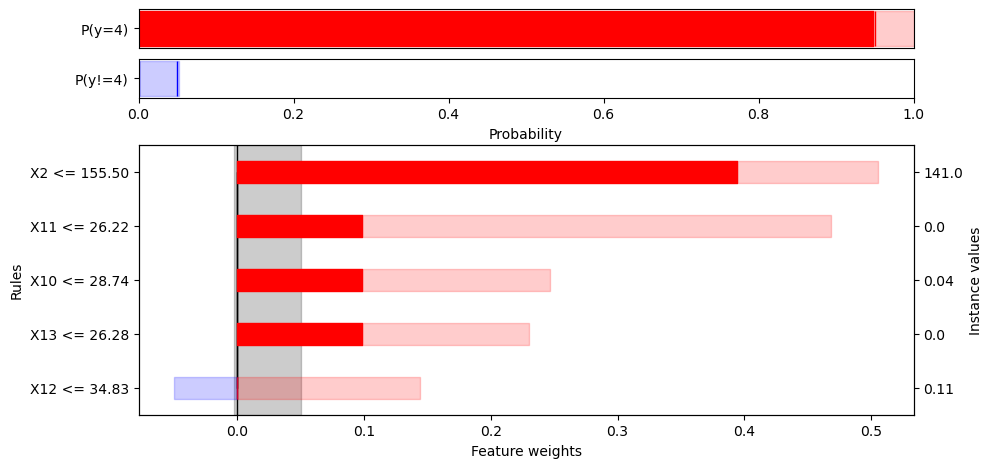 P(y=4)
P(y!=4)
0.0 0.2 0.4 0.6 0.8 1.0
Probability
X2 <= 155.50 141.0
X11 <= 26.22 0.0
X10 <= 28.74 0.04
X13 <= 26.28 0.0
X12 <= 34.83 0.11
Rules
Instance values
0.0 0.1 0.2 0.3 0.4 0.5
Feature weights